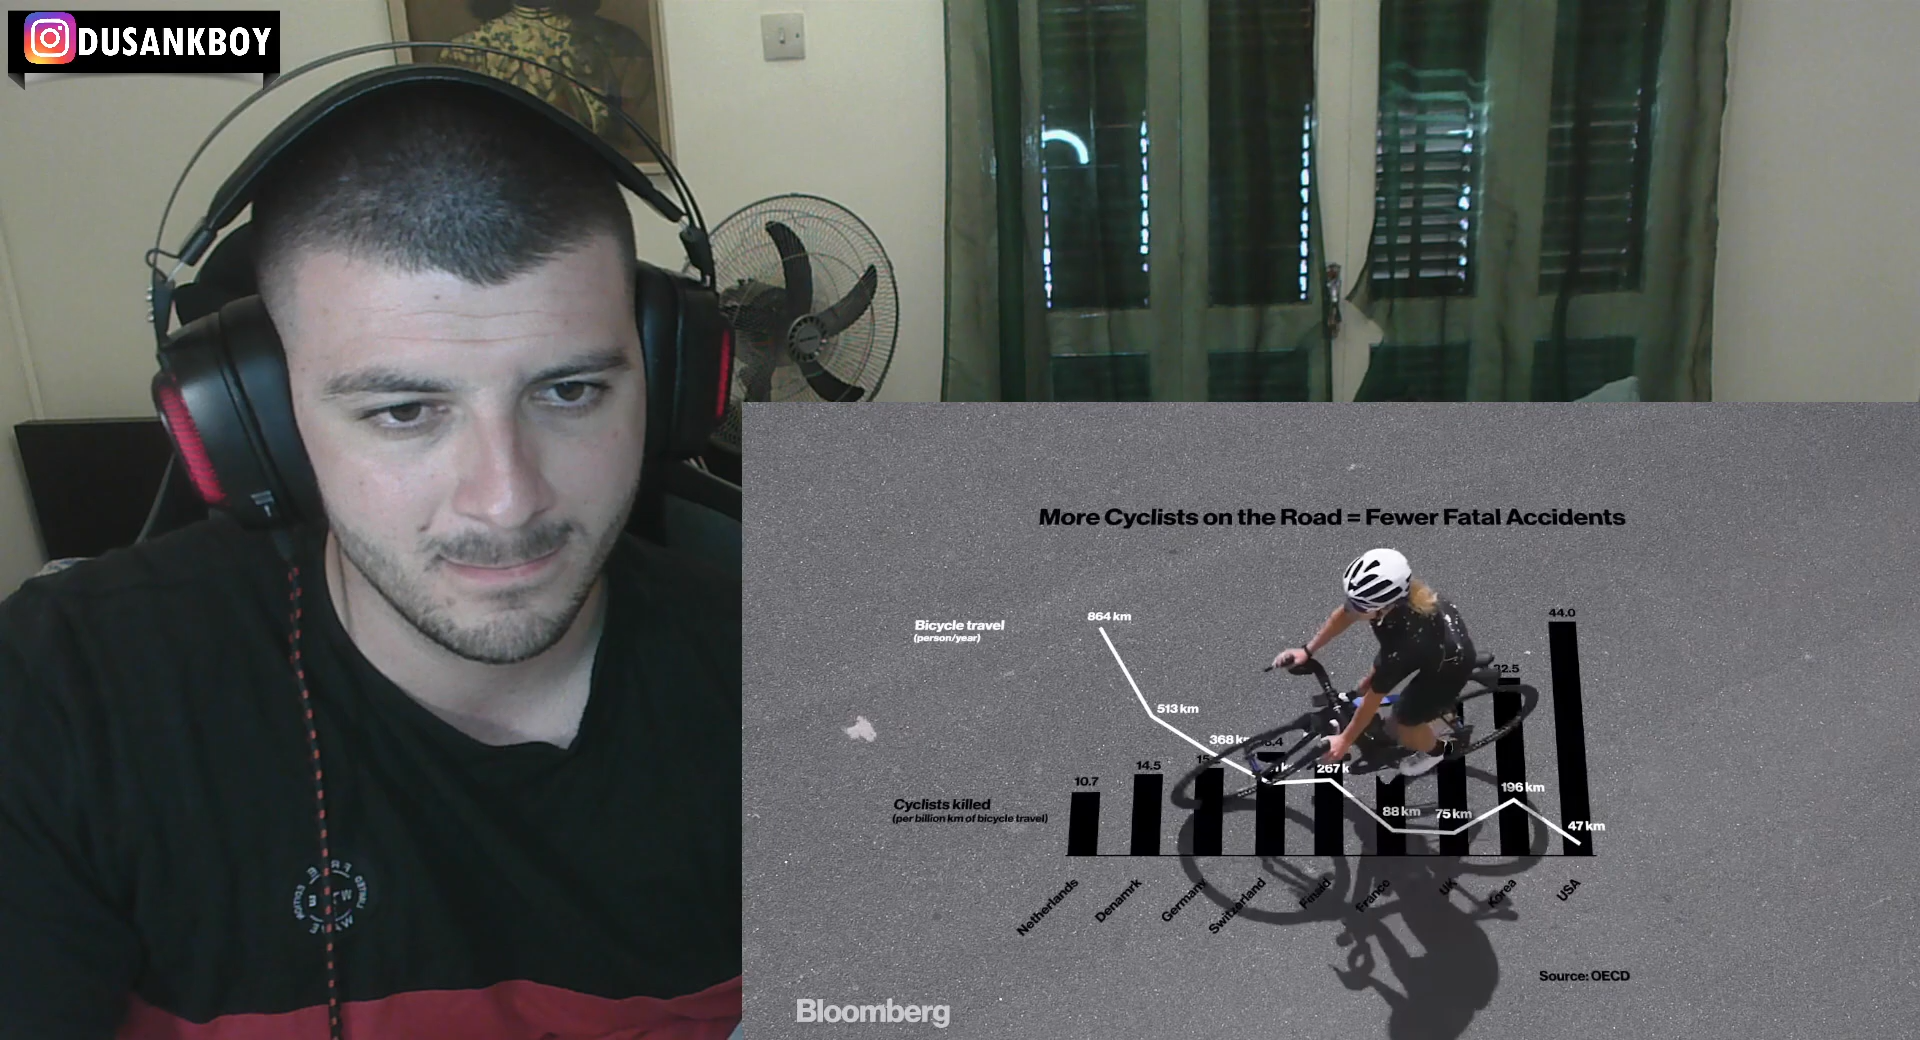 DUSANKBOY
More Cyclists on the Road = Fewer Fatal Accidents
864 km
44.0
Bicycle travel
(person/year)
513 km
368
267 k
10.7
14.5
196 km
88 km
75 km
47 km
Cyclists killed
(per billion km of bicycle travel)
Netherlands
Denamrk
Germany
Switzerland
France
UK
Korea
USA
Source: OECD
Bloomberg